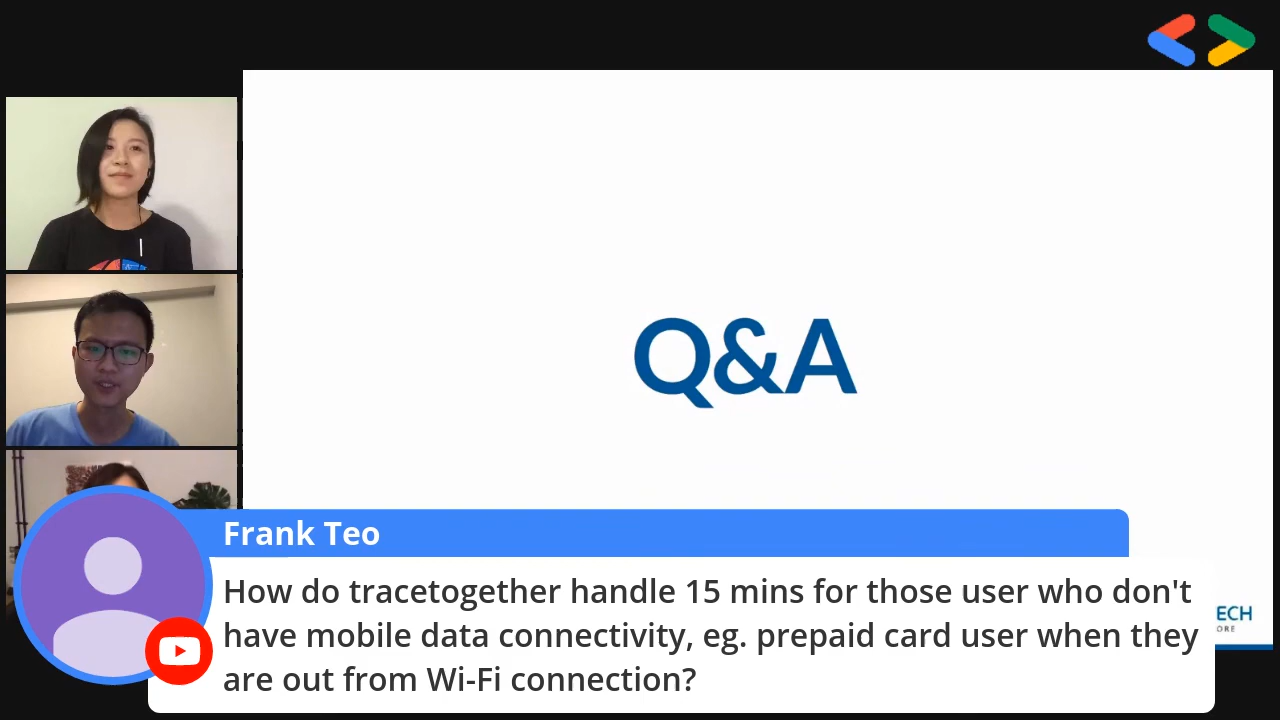 Q&A
Frank Teo
How do tracetogether handle 15 mins for those user who don't
have mobile data connectivity, eg. prepaid card user when they
are out from Wi-Fi connection?
ECH
ORE